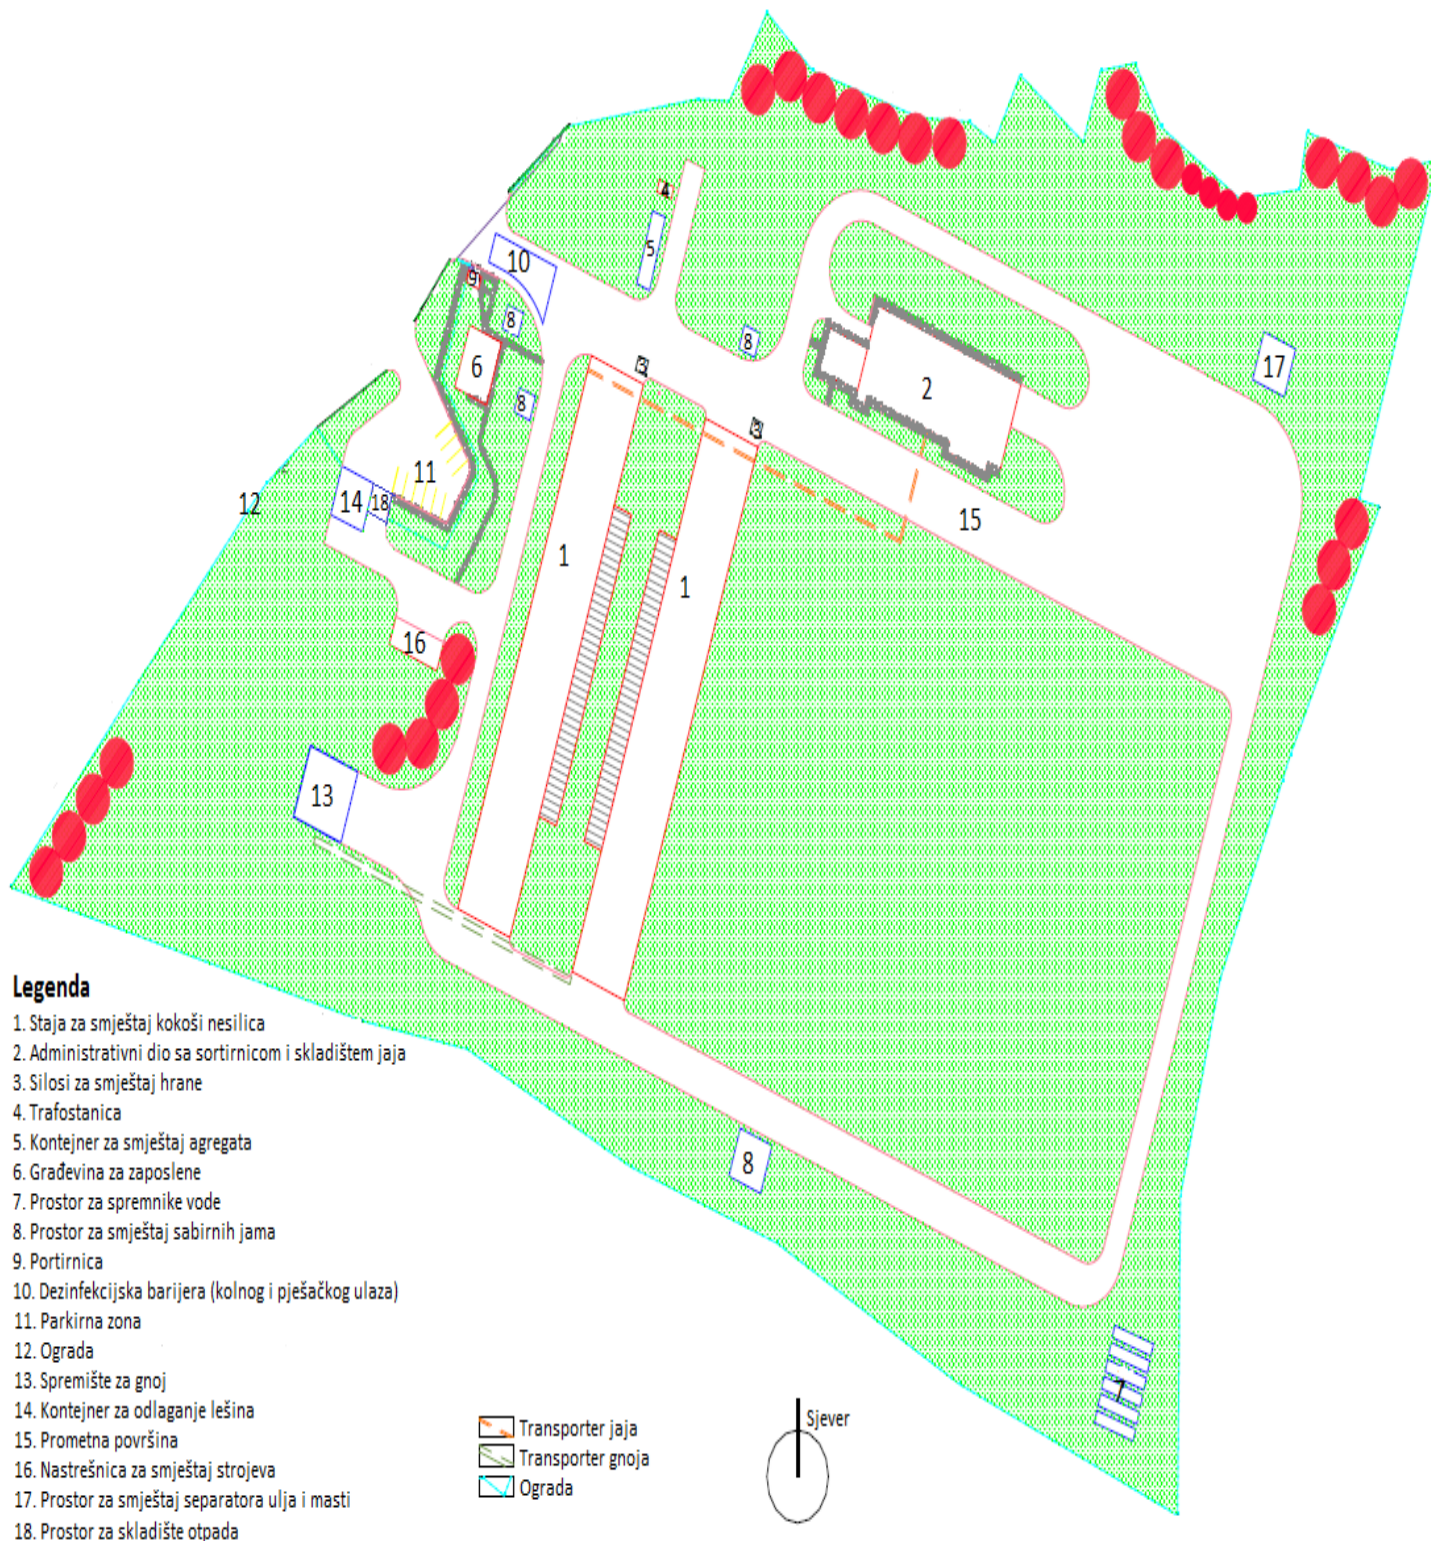 4
5
10
9
8
6
8
8
3
3
2
17
11
14
18
12
15
1
1
16
13
8
7
Legenda
1. Staja za smještaj kokoši nesilica
2. Administrativni dio sa sortirnicom i skladištem jaja
3. Silosi za smještaj hrane
4. Trafostanica
5. Kontejner za smještaj agregata
6. Građevina za zaposlene
7. Prostor za spremnike vode
8. Prostor za smještaj sabirnih jama
9. Portirnica
10. Dezinfekcijska barijera (kolnog i pješačkog ulaza)
11. Parkirna zona
12. Ograda
13. Spremište za gnoj
14. Kontejner za odlaganje lešina
15. Prometna površina
16. Nastrešnica za smještaj strojeva
17. Prostor za smještaj separatora ulja i masti
18. Prostor za skladište otpada
Transporter jaja
Transporter gnoja
Ograda
Sjever